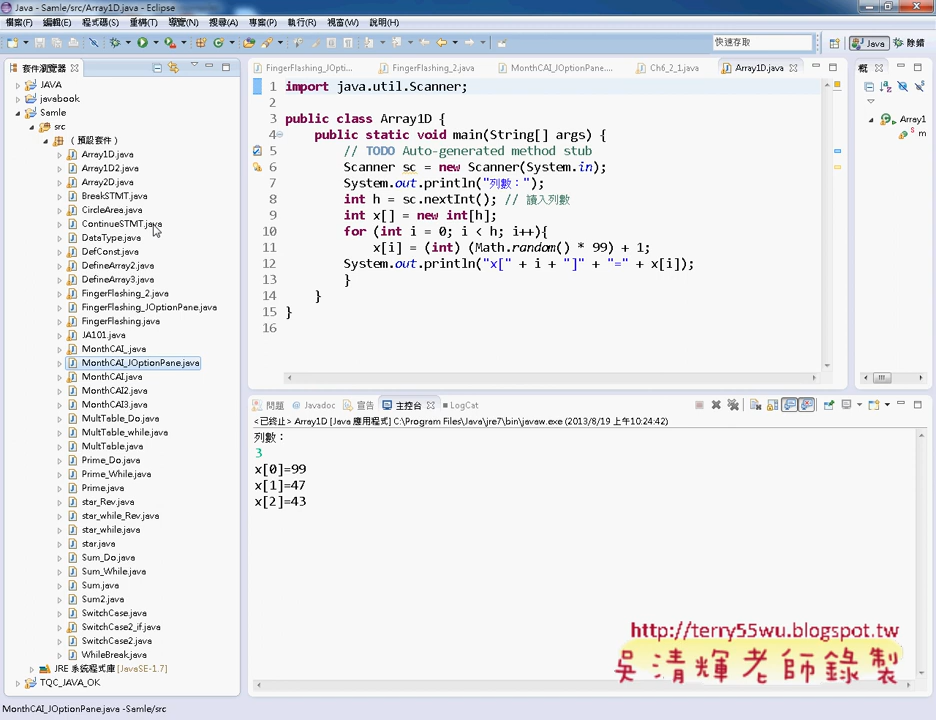 Java - Samle/src/Array1D.java - Eclipse
檔案(F) 編輯(E) 程式碼(S) 重構(T) 導覽(N) 搜尋(A) 專案(P) 執行(R) 視窗(W) 說明(H)
快速存取
Java
除錯
套件瀏覽器
JAVA
javabook
Samle
src
(預設套件)
Array1D.java
Array1D2.java
Array2D.java
BreakSTMT.java
CircleArea.java
ContinueSTMT.java
DataType.java
DefConst.java
DefineArray2.java
DefineArray3.java
FingerFlashing_2.java
FingerFlashing_JOptionPane.java
FingerFlashing.java
JA101.java
MonthCAI_.java
MonthCAI_JOptionPane.java
MonthCAI.java
MonthCAI2.java
MonthCAI3.java
MultTable_Do.java
MultTable_while.java
MultTable.java
Prime_Do.java
Prime_While.java
Prime.java
star_Rev.java
star_while_Rev.java
star_while.java
star.java
Sum_Do.java
Sum_While.java
Sum.java
Sum2.java
SwitchCase.java
SwitchCase2_if.java
SwitchCase2.java
WhileBreak.java
JRE 系統程式庫 [JavaSE-1.7]
TQC_JAVA_OK
FingerFlashing_JOpti... FingerFlashing_2.java MonthCAI_JOptionPane.... Ch6_2_1.java Array1D.java
1 import java.util.Scanner;
2
3 public class Array1D {
4 public static void main(String[] args) {
5 // TODO Auto-generated method stub
6 Scanner sc = new Scanner(System.in);
7 System.out.println("列數：");
8 int h = sc.nextInt(); // 讀入列數
9 int x[] = new int[h];
10 for (int i = 0; i < h; i++){
11 x[i] = (int) (Math.random() * 99) + 1;
12 System.out.println("x[" + i + "]" + "=" + x[i]);
13 }
14 }
15 }
16
概
Array1
m
問題 Javadoc 宣告 主控台 LogCat
<已終止> Array1D [Java 應用程式] C:\Program Files\Java\jre7\bin\javaw.exe (2013/8/19 上午10:24:42)
列數：
3
x[0]=99
x[1]=47
x[2]=43
http://terry55wu.blogspot.tw
吳清輝老師錄製
MonthCAI_JOptionPane.java - Samle/src